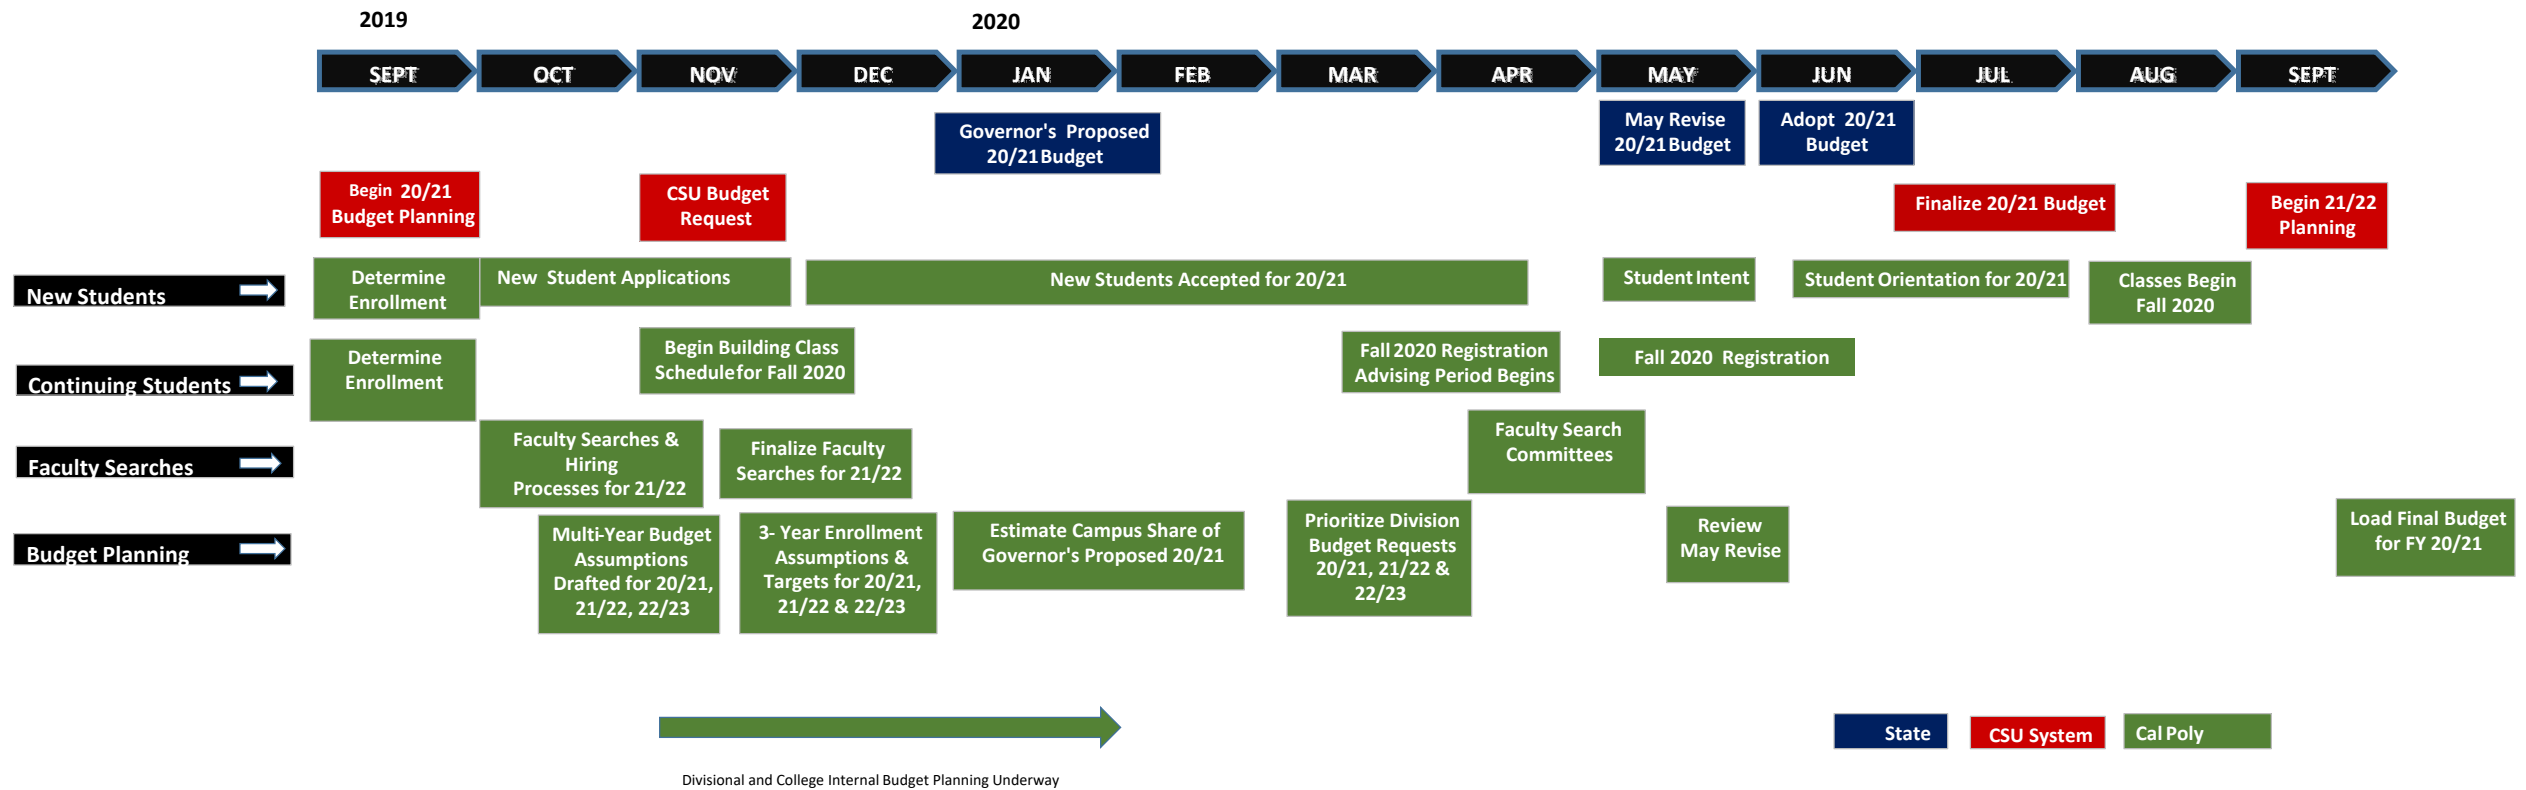 2019
2020
SEPT
OCT
NOV
DEC
JAN
FEB
MAR
APR
MAY
JUN
JUL
AUG
SEPT
Governor's Proposed
20/21 Budget
May Revise
20/21 Budget
Adopt 20/21
Budget
Begin 20/21
Budget Planning
CSU Budget
Request
Finalize 20/21 Budget
Begin 21/22
Planning
New Students
Determine
Enrollment
New Student Applications
New Students Accepted for 20/21
Student Intent
Student Orientation for 20/21
Classes Begin
Fall 2020
Continuing Students
Determine
Enrollment
Begin Building Class
Schedule for Fall 2020
Fall 2020 Registration
Advising Period Begins
Fall 2020 Registration
Faculty Searches
Faculty Searches &
Hiring
Processes for 21/22
Finalize Faculty
Searches for 21/22
Faculty Search
Committees
Budget Planning
Multi-Year Budget
Assumptions
Drafted for 20/21,
21/22, 22/23
3- Year Enrollment
Assumptions &
Targets for 20/21,
21/22 & 22/23
Estimate Campus Share of
Governor's Proposed 20/21
Prioritize Division
Budget Requests
20/21, 21/22 &
22/23
Review
May Revise
Load Final Budget
for FY 20/21
State
CSU System
Cal Poly
Divisional and College Internal Budget Planning Underway